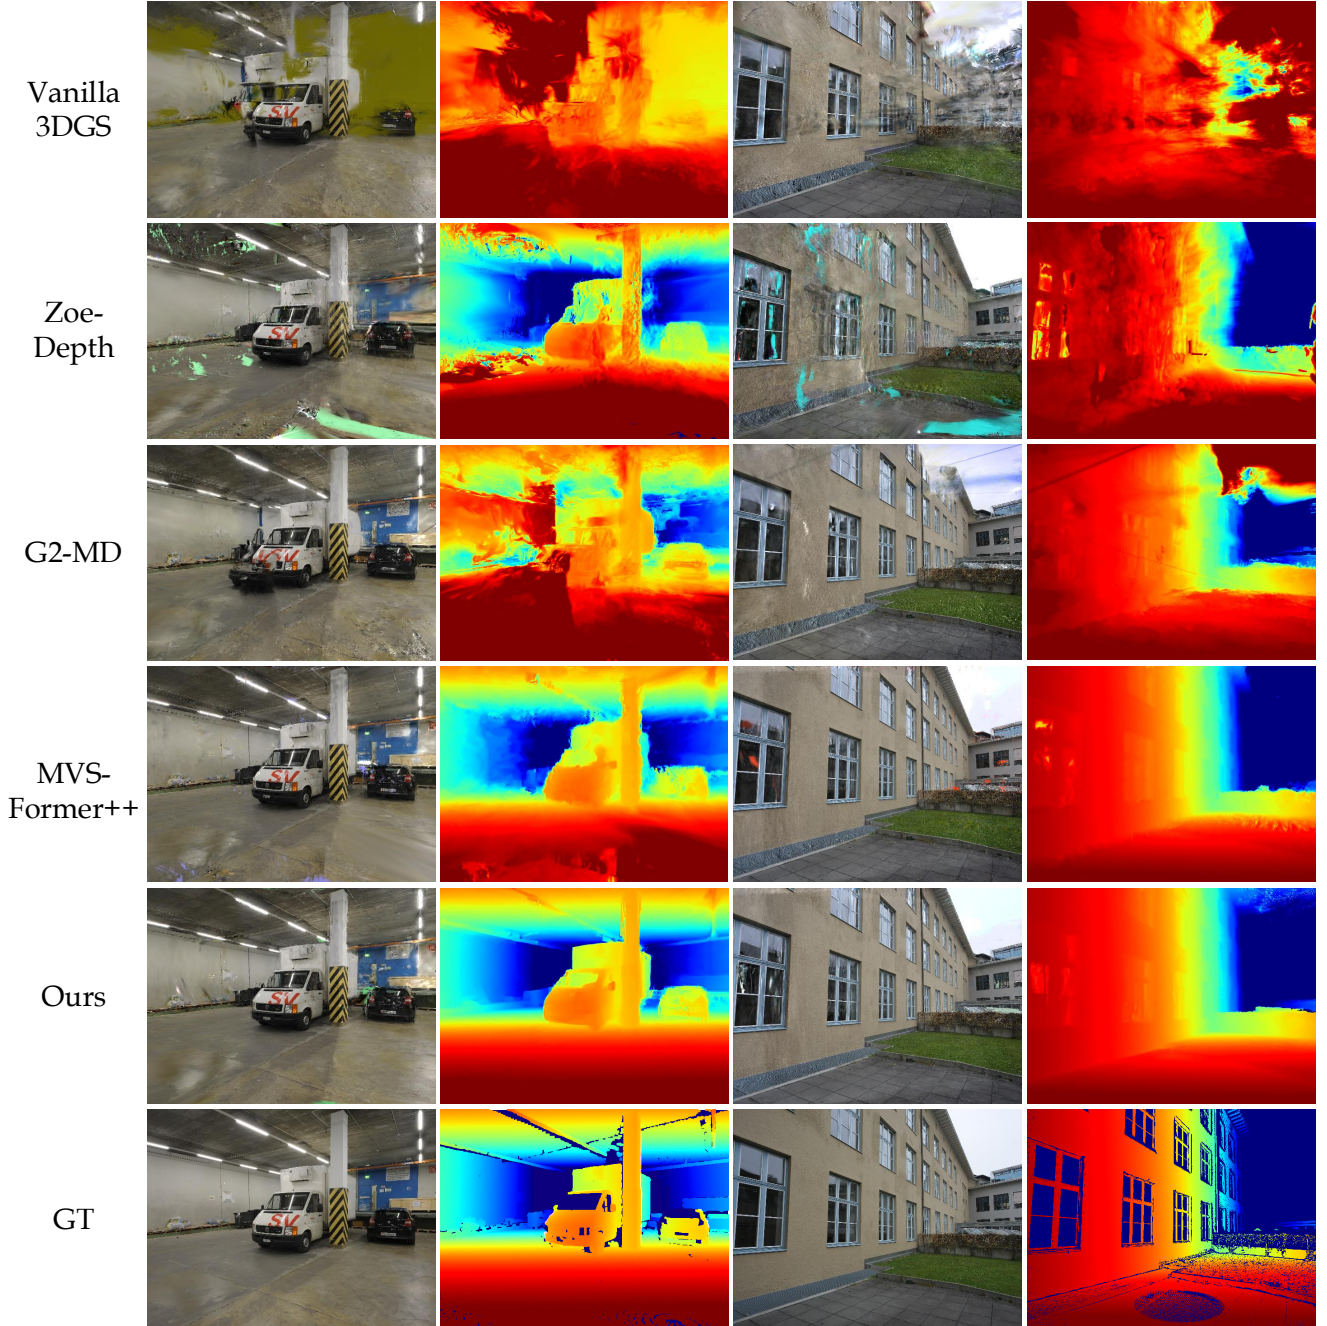 Vanilla
3DGS
Zoe-
Depth
G2-MD
MVS-
Former++
Ours
GT